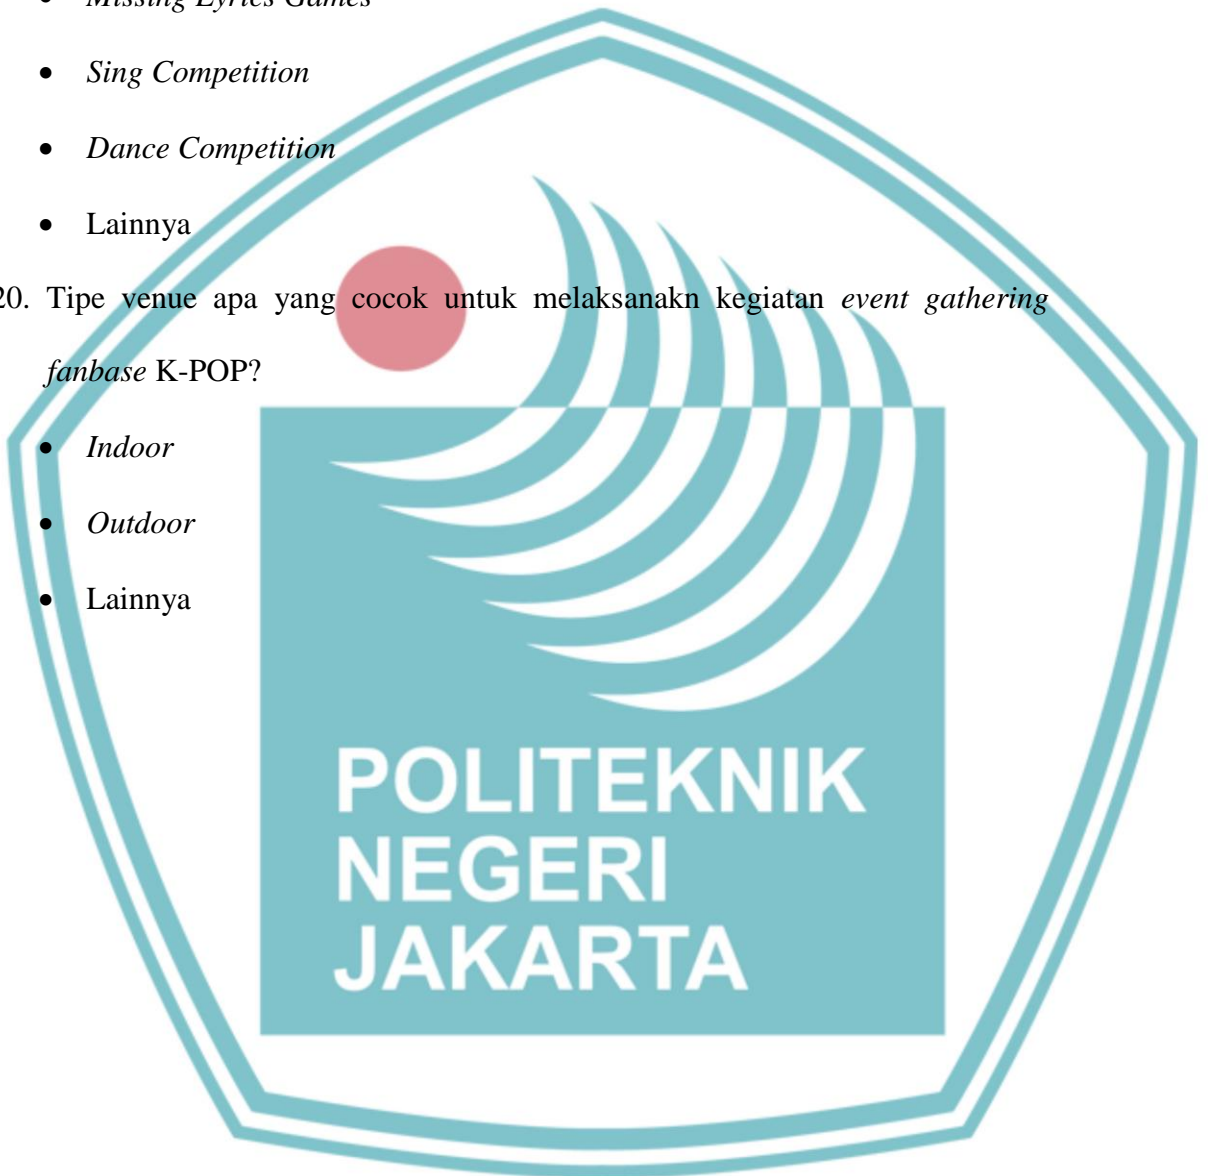 • Missing Lyrics Games
• Sing Competition
• Dance Competition
• Lainnya
20. Tipe venue apa yang cocok untuk melaksanakn kegiatan event gathering
fanbase K-POP?
• Indoor
• Outdoor
• Lainnya
POLITEKNIK
NEGERI
JAKARTA